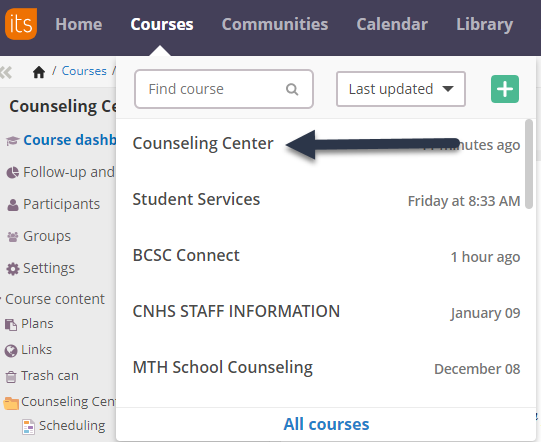 its Home Courses Communities Calendar Library
/ Courses /
Find course Last updated
Counseling Ce
Counseling Center minutes ago
Course dashb
Follow-up and
Student Services Friday at 8:33 AM
Participants
Groups
BCSC Connect 1 hour ago
Settings
Course content
CNHS STAFF INFORMATION January 09
Plans
Links
MTH School Counseling December 08
Trash can
Counseling Cen
All courses
Scheduling